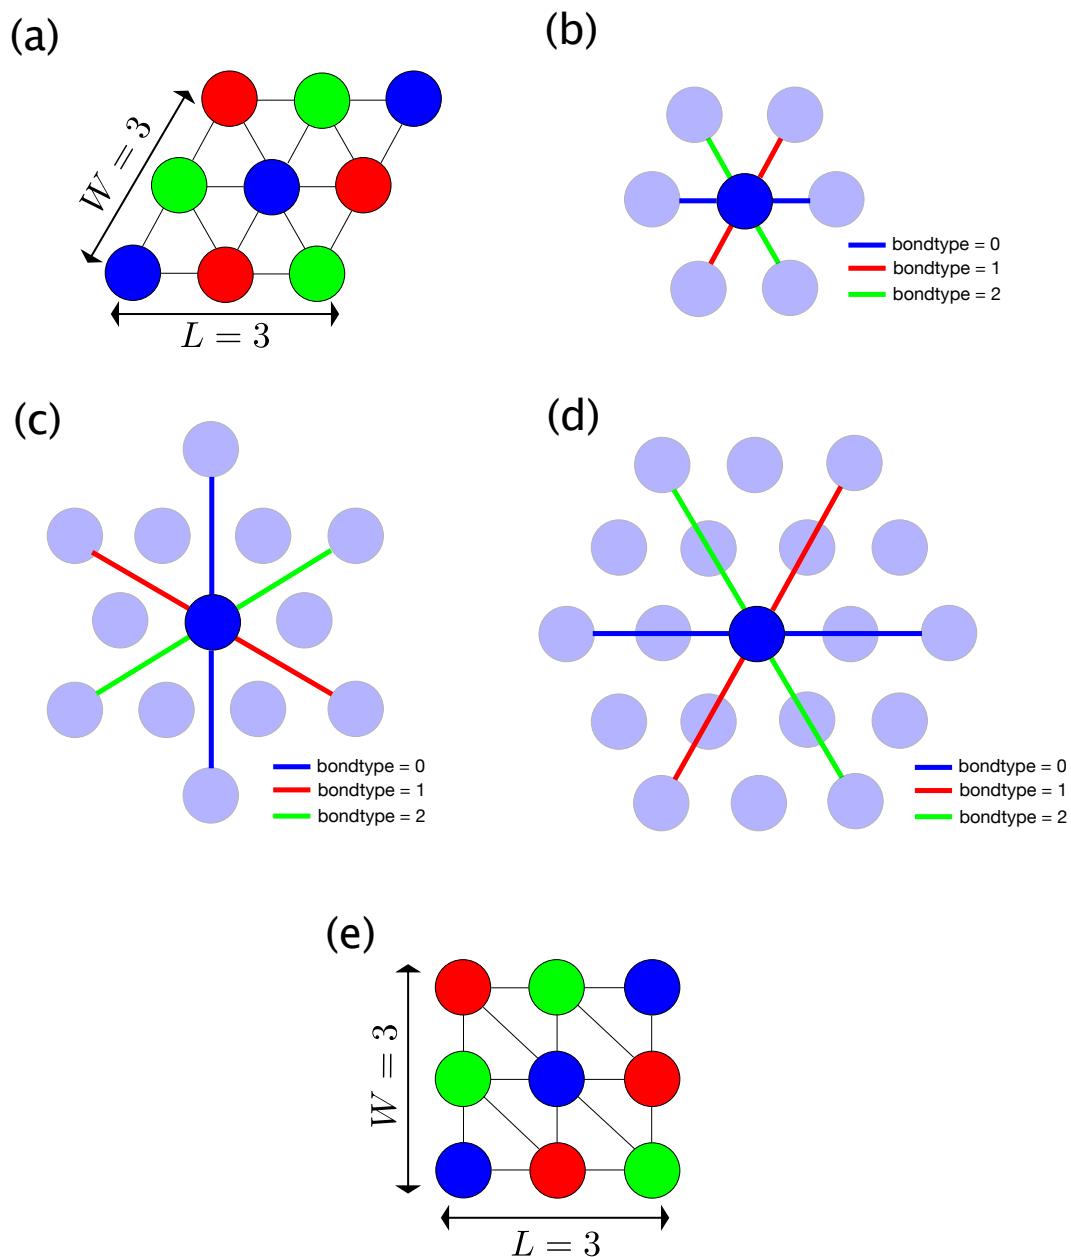 (a)
W = 3
L = 3
(b)
bondtype = 0
bondtype = 1
bondtype = 2
(c)
bondtype = 0
bondtype = 1
bondtype = 2
(d)
bondtype = 0
bondtype = 1
bondtype = 2
(e)
W = 3
L = 3